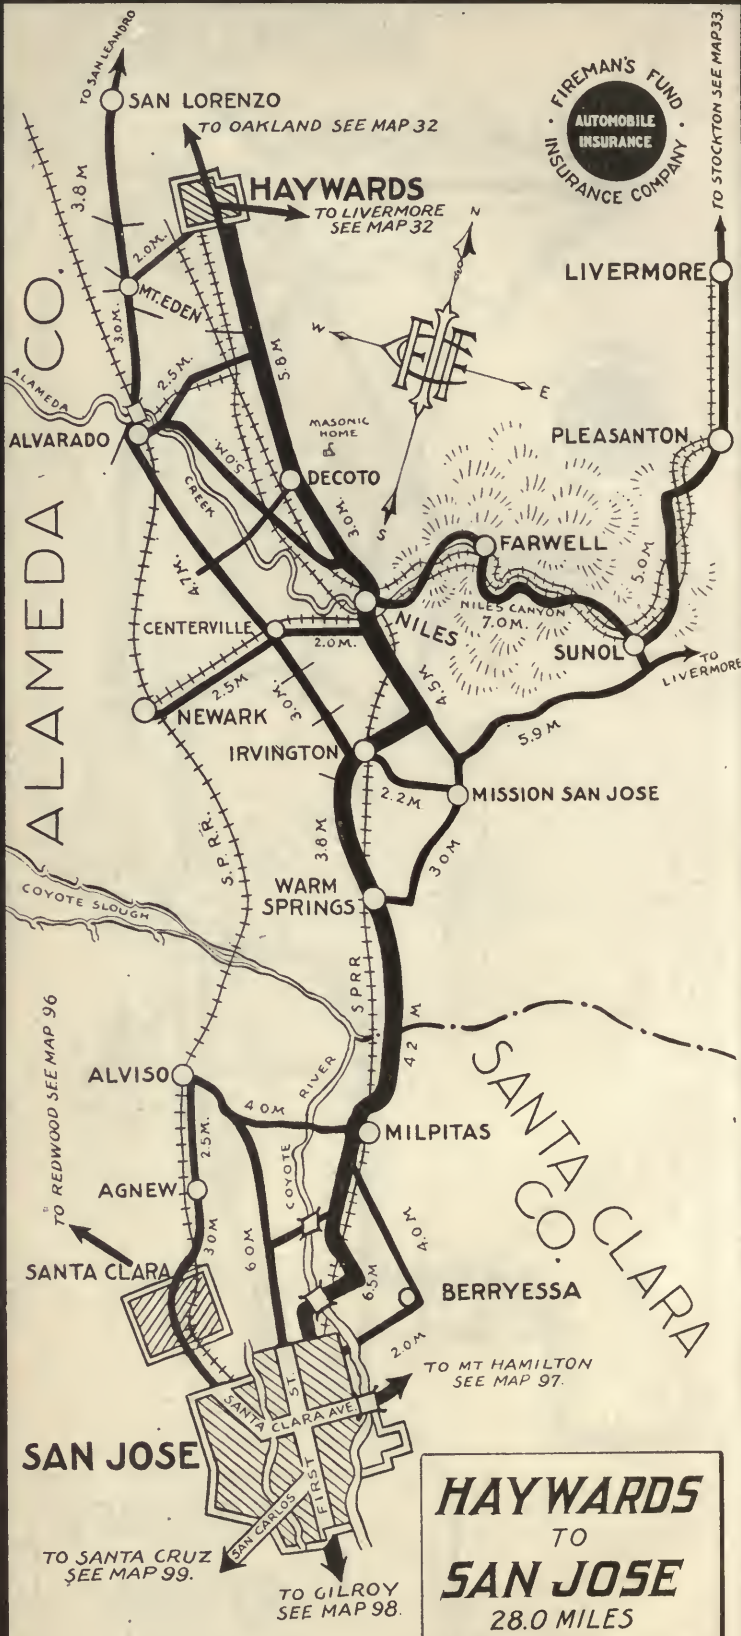 TO SAN LEANDRO
SAN LORENZO
TO OAKLAND SEE MAP 32
FIREMAN'S FUND
AUTOMOBILE
INSURANCE
INSURANCE COMPANY
TO STOCKTON SEE MAP 33.
3.8 M
HAYWARDS
TO LIVERMORE
SEE MAP 32
2.0 M.
MT. EDEN
3.0 M.
N
W
E
S
LIVERMORE
ALAMEDA CO.
ALAMEDA
CREEK
2.5 M.
5.8 M
MASONIC
HOME
ALVARADO
PLEASANTON
5.0 M.
DECOTO
3.0 M.
FARWELL
5.0 M
4.7 M.
NILES CANYON
7.0 M.
CENTERVILLE
2.0 M.
NILES
SUNOL
TO
LIVERMORE
2.5 M
NEWARK
3.0 M.
4.5 M
5.9 M
IRVINGTON
2.2 M
MISSION SAN JOSE
S. P. R.R.
3.8 M
3.0 M
WARM
SPRINGS
COYOTE SLOUGH
S P R R
4 2 M
TO REDWOOD SEE MAP 96
ALVISO
SANTA CLARA
CO.
COYOTE RIVER
4.0 M
MILPITAS
2.5 M.
AGNEW
3.0 M
6.0 M
4.0 M
6.5 M
SANTA CLARA
BERRYESSA
2.0 M
TO MT HAMILTON
SEE MAP 97.
SANTA CLARA AVE.
FIRST ST.
SAN JOSE
SAN CARLOS
TO SANTA CRUZ
SEE MAP 99.
TO GILROY
SEE MAP 98.
HAYWARDS
TO
SAN JOSE
28.0 MILES